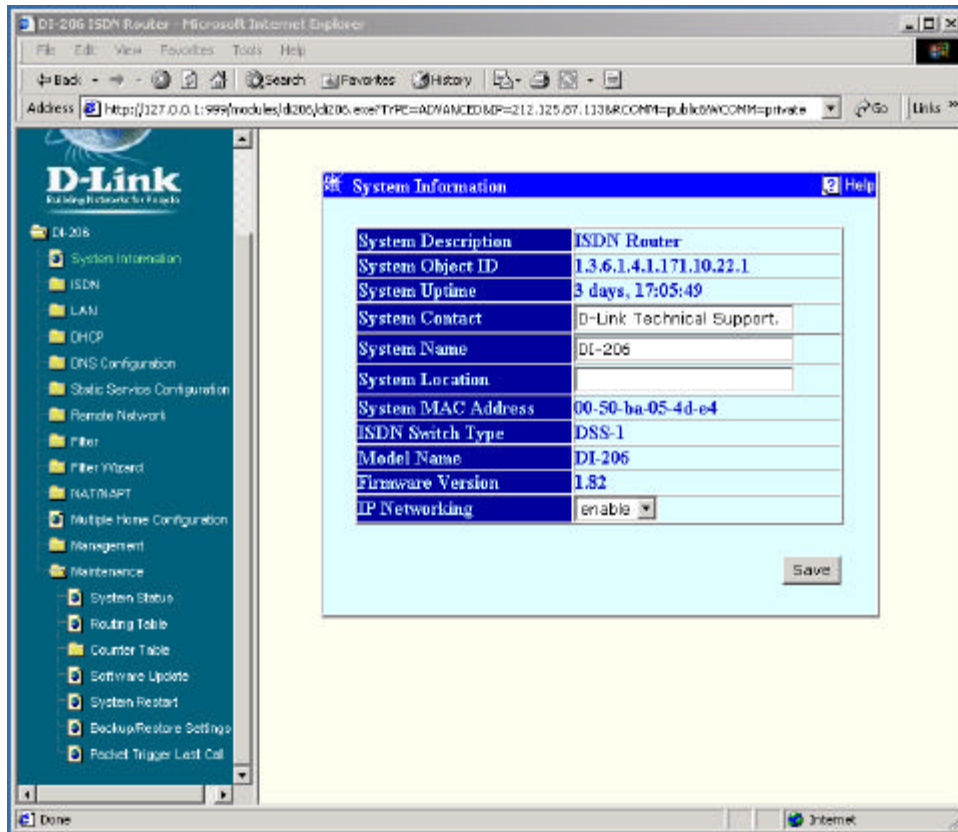 DI-206 ISDN Router - Microsoft Internet Explorer
File Edit View Favorites Tools Help
Back Search Favorites History
Address http://127.0.0.1:999/modules/di206/di206.exe?TYPE=ADVANCED&IP=212.125.87.113&RCOMM=public&WCOMM=private Go Links »
D-Link
Building Networks for People
DI-206
System Information
ISDN
LAN
DHCP
DNS Configuration
Static Service Configuration
Remote Network
Filter
Filter Wizard
NAT/NAPT
Multiple Home Configuration
Management
Maintenance
System Status
Routing Table
Counter Table
Software Update
System Restart
Backup/Restore Settings
Packet Trigger Last Call
System Information ? Help
System Description ISDN Router
System Object ID 1.3.6.1.4.1.171.10.22.1
System Uptime 3 days, 17:05:49
System Contact D-Link Technical Support.
System Name DI-206
System Location
System MAC Address 00-50-ba-05-4d-e4
ISDN Switch Type DSS-1
Model Name DI-206
Firmware Version 1.82
IP Networking enable
Save
Done Internet